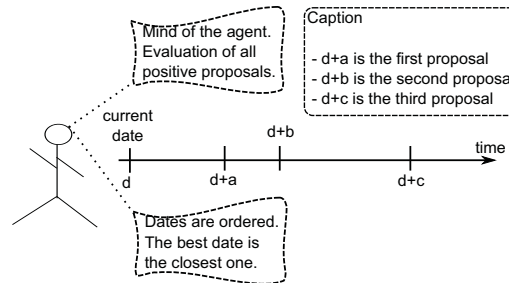 Mind of the agent.
Evaluation of all
positive proposals.
Caption
- d+a is the first proposal
- d+b is the second proposal
- d+c is the third proposal
current
date
d+b
time
d
d+a
d+c
Dates are ordered.
The best date is
the closest one.